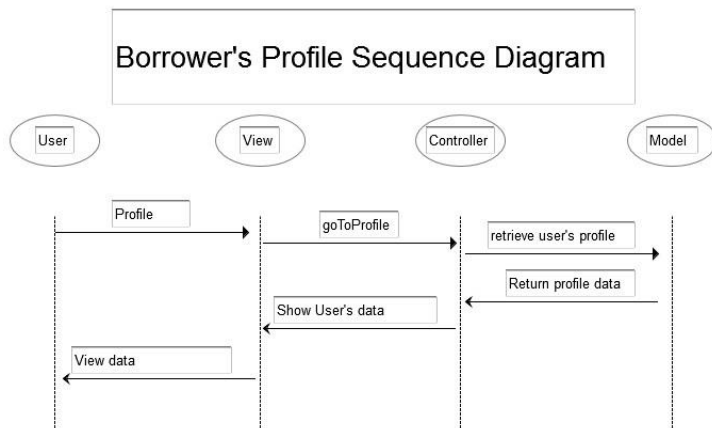 Borrower's Profile Sequence Diagram
User
View
Controller
Model
Profile
goToProfile
retrieve user's profile
Return profile data
Show User's data
View data